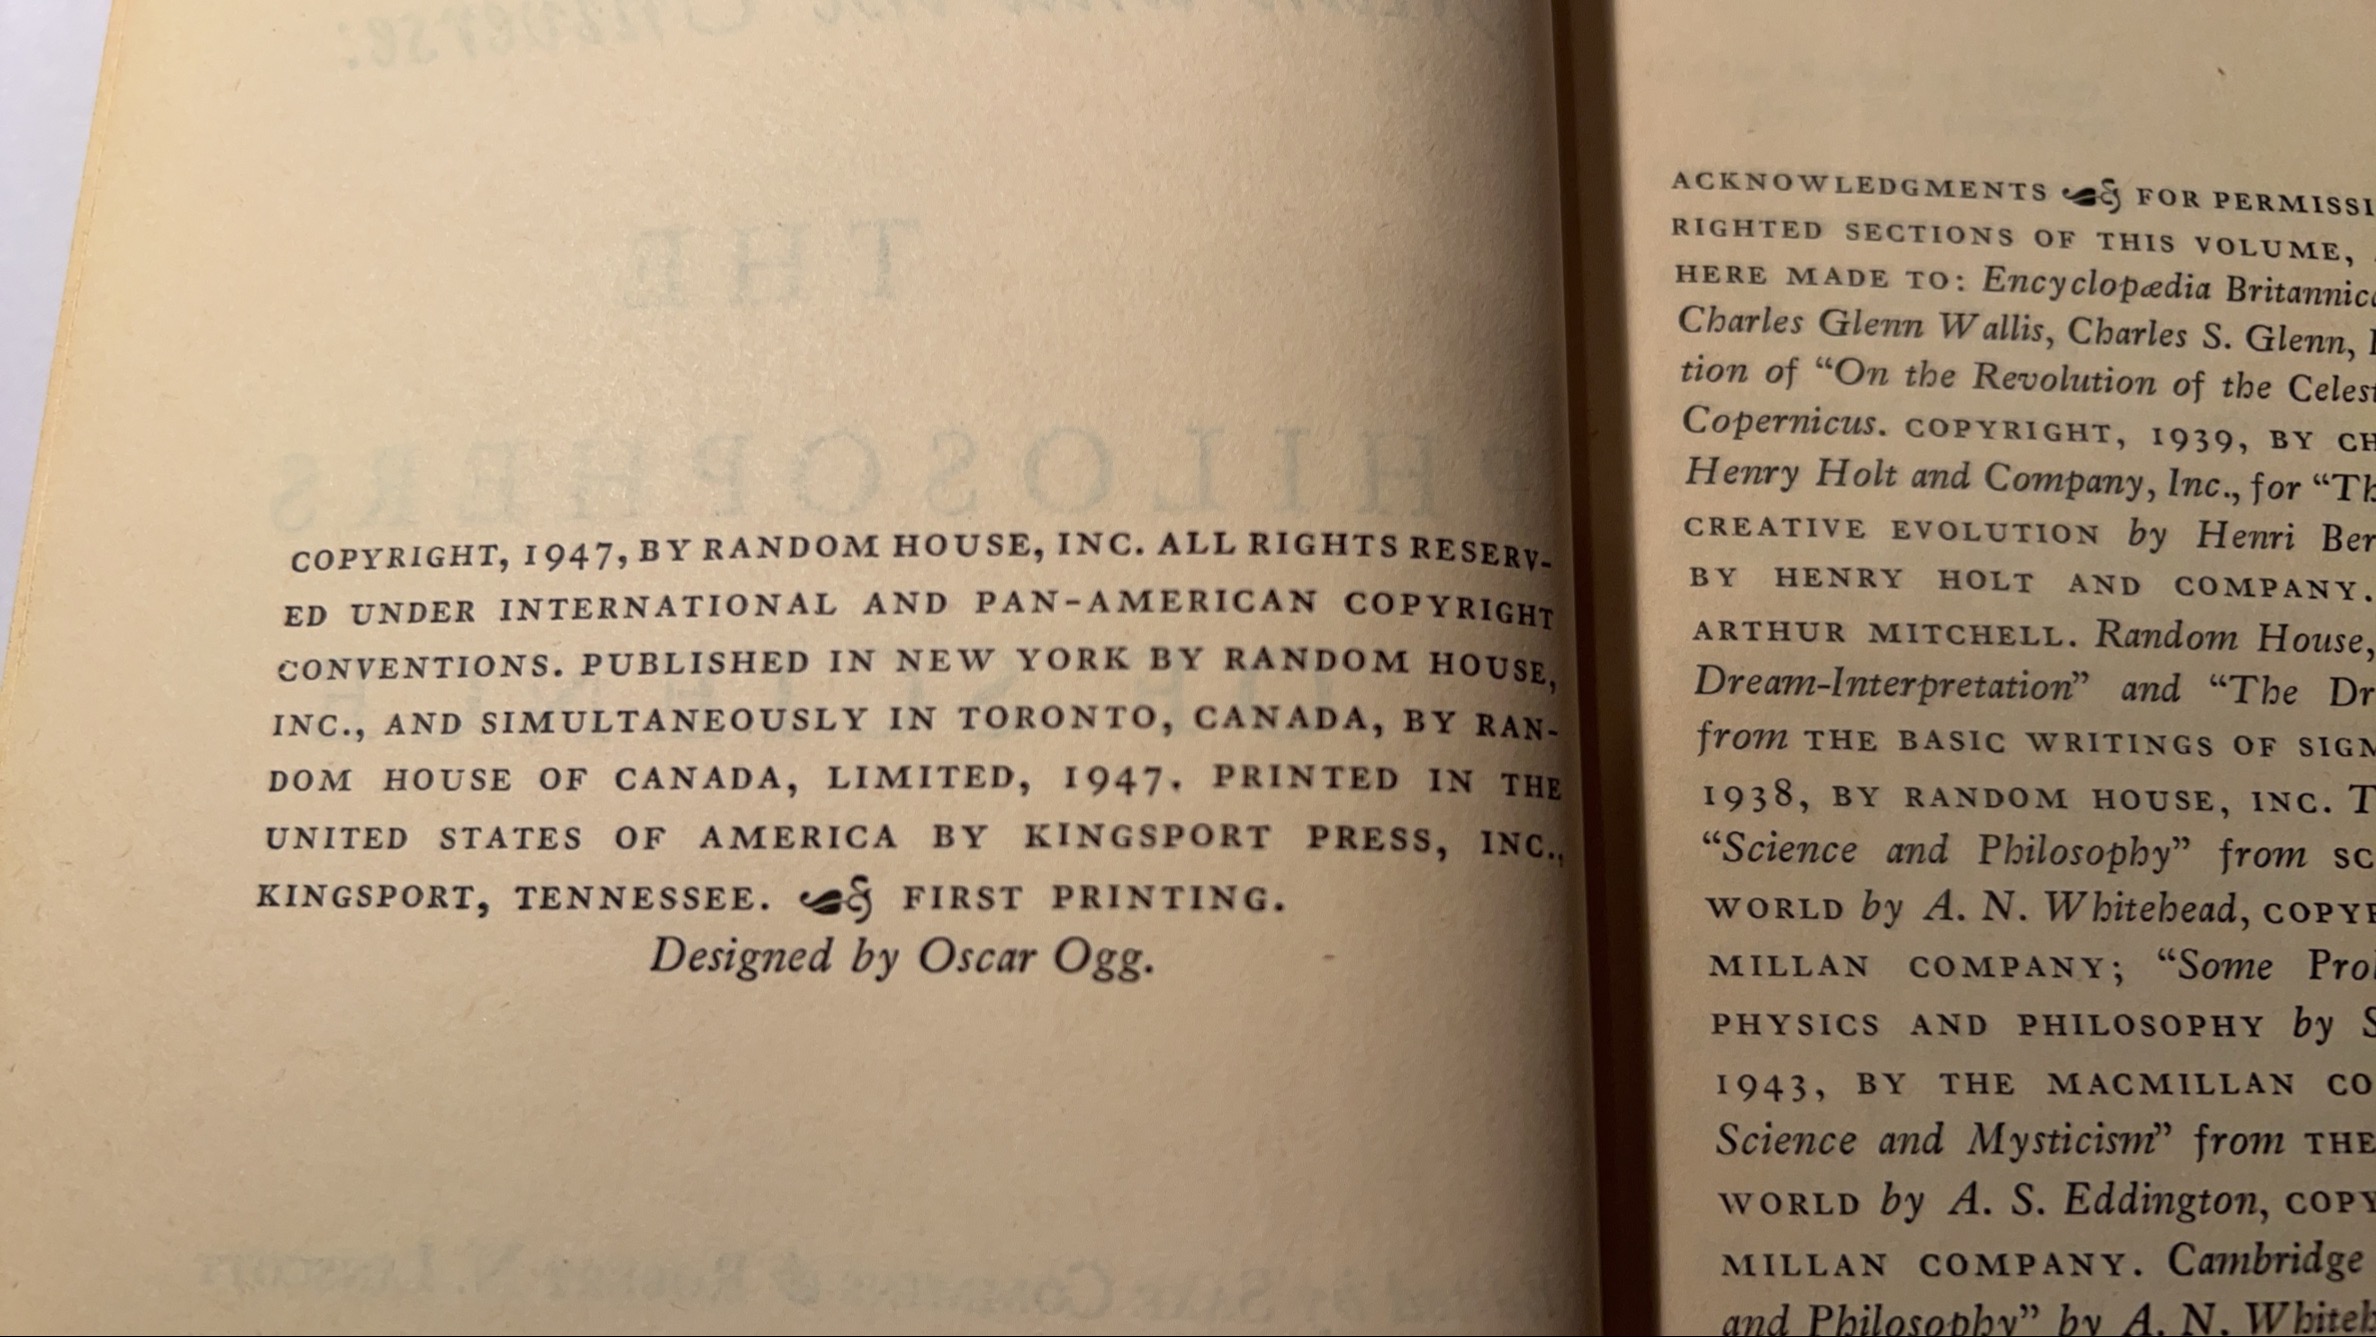 COPYRIGHT, 1947, BY RANDOM HOUSE, INC. ALL RIGHTS RESERV-
ED UNDER INTERNATIONAL AND PAN-AMERICAN COPYRIGHT
CONVENTIONS. PUBLISHED IN NEW YORK BY RANDOM HOUSE,
INC., AND SIMULTANEOUSLY IN TORONTO, CANADA, BY RAN-
DOM HOUSE OF CANADA, LIMITED, 1947. PRINTED IN THE
UNITED STATES OF AMERICA BY KINGSPORT PRESS, INC.,
KINGSPORT, TENNESSEE. FIRST PRINTING.
Designed by Oscar Ogg.
ACKNOWLEDGMENTS FOR
RIGHTED SECTIONS OF THIS VOLUME,
HERE MADE TO: Encyclopædia
Charles Glenn Wallis, Charles S. Glenn,
tion of “On the Revolution of the
Copernicus. COPYRIGHT, 1939, BY
Henry Holt and Company, Inc., for
CREATIVE EVOLUTION by Henri
BY HENRY HOLT AND COMPANY.
ARTHUR MITCHELL. Random House,
Dream-Interpretation” and “The
from THE BASIC WRITINGS OF
1938, BY RANDOM HOUSE, INC.
“Science and Philosophy” from
WORLD by A. N. Whitehead,
MILLAN COMPANY; “Some
PHYSICS AND PHILOSOPHY by
1943, BY THE MACMILLAN
Science and Mysticism” from THE
WORLD by A. S. Eddington,
MILLAN COMPANY. Cambridge
and Philosophy” by A. N.